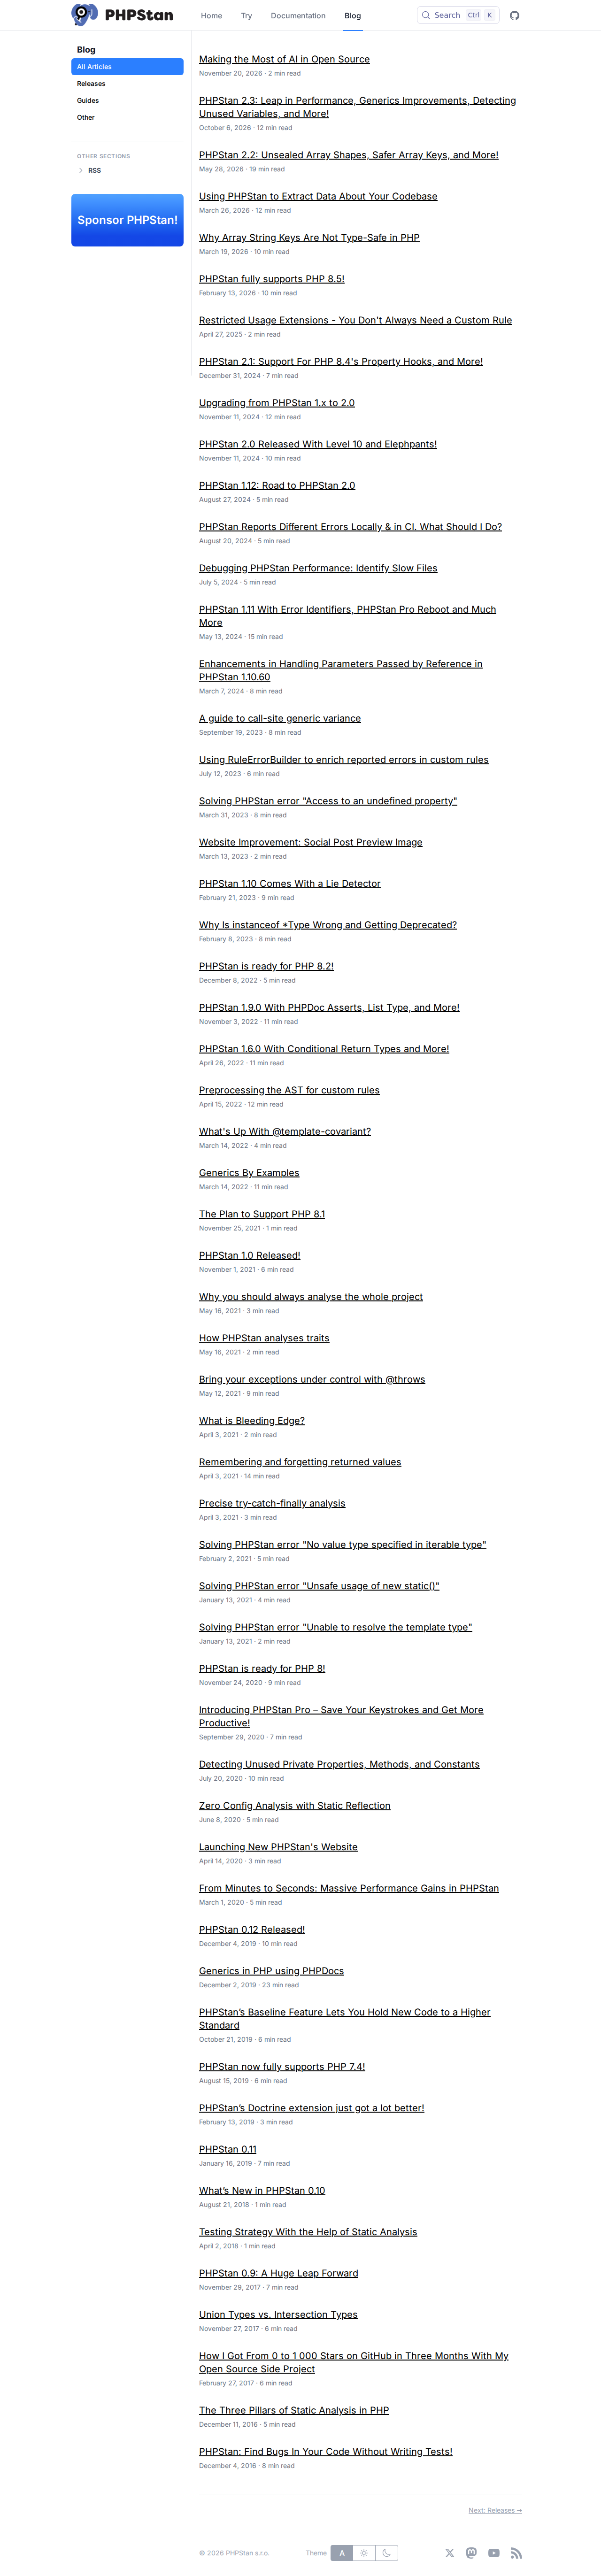 PHPStan
Home
Try
Documentation
Blog
Search
Ctrl
K
Blog
All Articles
Releases
Guides
Other
OTHER SECTIONS
RSS
Sponsor PHPStan!
Making the Most of AI in Open Source
November 20, 2026 · 2 min read
PHPStan 2.3: Leap in Performance, Generics Improvements, Detecting
Unused Variables, and More!
October 6, 2026 · 12 min read
PHPStan 2.2: Unsealed Array Shapes, Safer Array Keys, and More!
May 28, 2026 · 19 min read
Using PHPStan to Extract Data About Your Codebase
March 26, 2026 · 12 min read
Why Array String Keys Are Not Type-Safe in PHP
March 19, 2026 · 10 min read
PHPStan fully supports PHP 8.5!
February 13, 2026 · 10 min read
Restricted Usage Extensions - You Don't Always Need a Custom Rule
April 27, 2025 · 2 min read
PHPStan 2.1: Support For PHP 8.4's Property Hooks, and More!
December 31, 2024 · 7 min read
Upgrading from PHPStan 1.x to 2.0
November 11, 2024 · 12 min read
PHPStan 2.0 Released With Level 10 and Elephpants!
November 11, 2024 · 10 min read
PHPStan 1.12: Road to PHPStan 2.0
August 27, 2024 · 5 min read
PHPStan Reports Different Errors Locally & in CI. What Should I Do?
August 20, 2024 · 5 min read
Debugging PHPStan Performance: Identify Slow Files
July 5, 2024 · 5 min read
PHPStan 1.11 With Error Identifiers, PHPStan Pro Reboot and Much
More
May 13, 2024 · 15 min read
Enhancements in Handling Parameters Passed by Reference in
PHPStan 1.10.60
March 7, 2024 · 8 min read
A guide to call-site generic variance
September 19, 2023 · 8 min read
Using RuleErrorBuilder to enrich reported errors in custom rules
July 12, 2023 · 6 min read
Solving PHPStan error "Access to an undefined property"
March 31, 2023 · 8 min read
Website Improvement: Social Post Preview Image
March 13, 2023 · 2 min read
PHPStan 1.10 Comes With a Lie Detector
February 21, 2023 · 9 min read
Why Is instanceof *Type Wrong and Getting Deprecated?
February 8, 2023 · 8 min read
PHPStan is ready for PHP 8.2!
December 8, 2022 · 5 min read
PHPStan 1.9.0 With PHPDoc Asserts, List Type, and More!
November 3, 2022 · 11 min read
PHPStan 1.6.0 With Conditional Return Types and More!
April 26, 2022 · 11 min read
Preprocessing the AST for custom rules
April 15, 2022 · 12 min read
What's Up With @template-covariant?
March 14, 2022 · 4 min read
Generics By Examples
March 14, 2022 · 11 min read
The Plan to Support PHP 8.1
November 25, 2021 · 1 min read
PHPStan 1.0 Released!
November 1, 2021 · 6 min read
Why you should always analyse the whole project
May 16, 2021 · 3 min read
How PHPStan analyses traits
May 16, 2021 · 2 min read
Bring your exceptions under control with @throws
May 12, 2021 · 9 min read
What is Bleeding Edge?
April 3, 2021 · 2 min read
Remembering and forgetting returned values
April 3, 2021 · 14 min read
Precise try-catch-finally analysis
April 3, 2021 · 3 min read
Solving PHPStan error "No value type specified in iterable type"
February 2, 2021 · 5 min read
Solving PHPStan error "Unsafe usage of new static()"
January 13, 2021 · 4 min read
Solving PHPStan error "Unable to resolve the template type"
January 13, 2021 · 2 min read
PHPStan is ready for PHP 8!
November 24, 2020 · 9 min read
Introducing PHPStan Pro – Save Your Keystrokes and Get More
Productive!
September 29, 2020 · 7 min read
Detecting Unused Private Properties, Methods, and Constants
July 20, 2020 · 10 min read
Zero Config Analysis with Static Reflection
June 8, 2020 · 5 min read
Launching New PHPStan's Website
April 14, 2020 · 3 min read
From Minutes to Seconds: Massive Performance Gains in PHPStan
March 1, 2020 · 5 min read
PHPStan 0.12 Released!
December 4, 2019 · 10 min read
Generics in PHP using PHPDocs
December 2, 2019 · 23 min read
PHPStan’s Baseline Feature Lets You Hold New Code to a Higher
Standard
October 21, 2019 · 6 min read
PHPStan now fully supports PHP 7.4!
August 15, 2019 · 6 min read
PHPStan’s Doctrine extension just got a lot better!
February 13, 2019 · 3 min read
PHPStan 0.11
January 16, 2019 · 7 min read
What’s New in PHPStan 0.10
August 21, 2018 · 1 min read
Testing Strategy With the Help of Static Analysis
April 2, 2018 · 1 min read
PHPStan 0.9: A Huge Leap Forward
November 29, 2017 · 7 min read
Union Types vs. Intersection Types
November 27, 2017 · 6 min read
How I Got From 0 to 1 000 Stars on GitHub in Three Months With My
Open Source Side Project
February 27, 2017 · 6 min read
The Three Pillars of Static Analysis in PHP
December 11, 2016 · 5 min read
PHPStan: Find Bugs In Your Code Without Writing Tests!
December 4, 2016 · 8 min read
Next: Releases →
© 2026 PHPStan s.r.o.
Theme
A